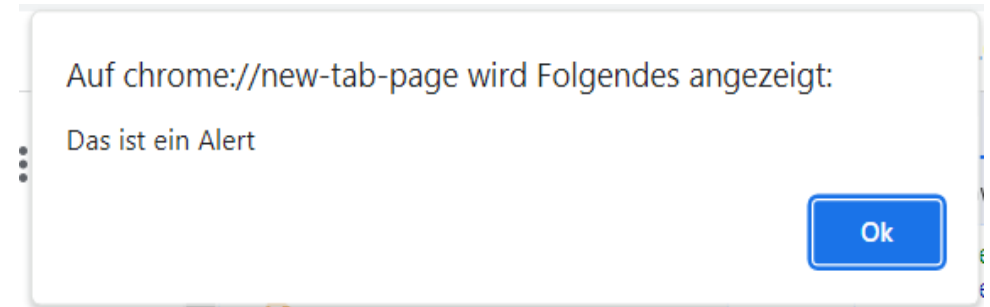 Auf chrome://new-tab-page wird Folgendes angezeigt:
Das ist ein Alert
Ok